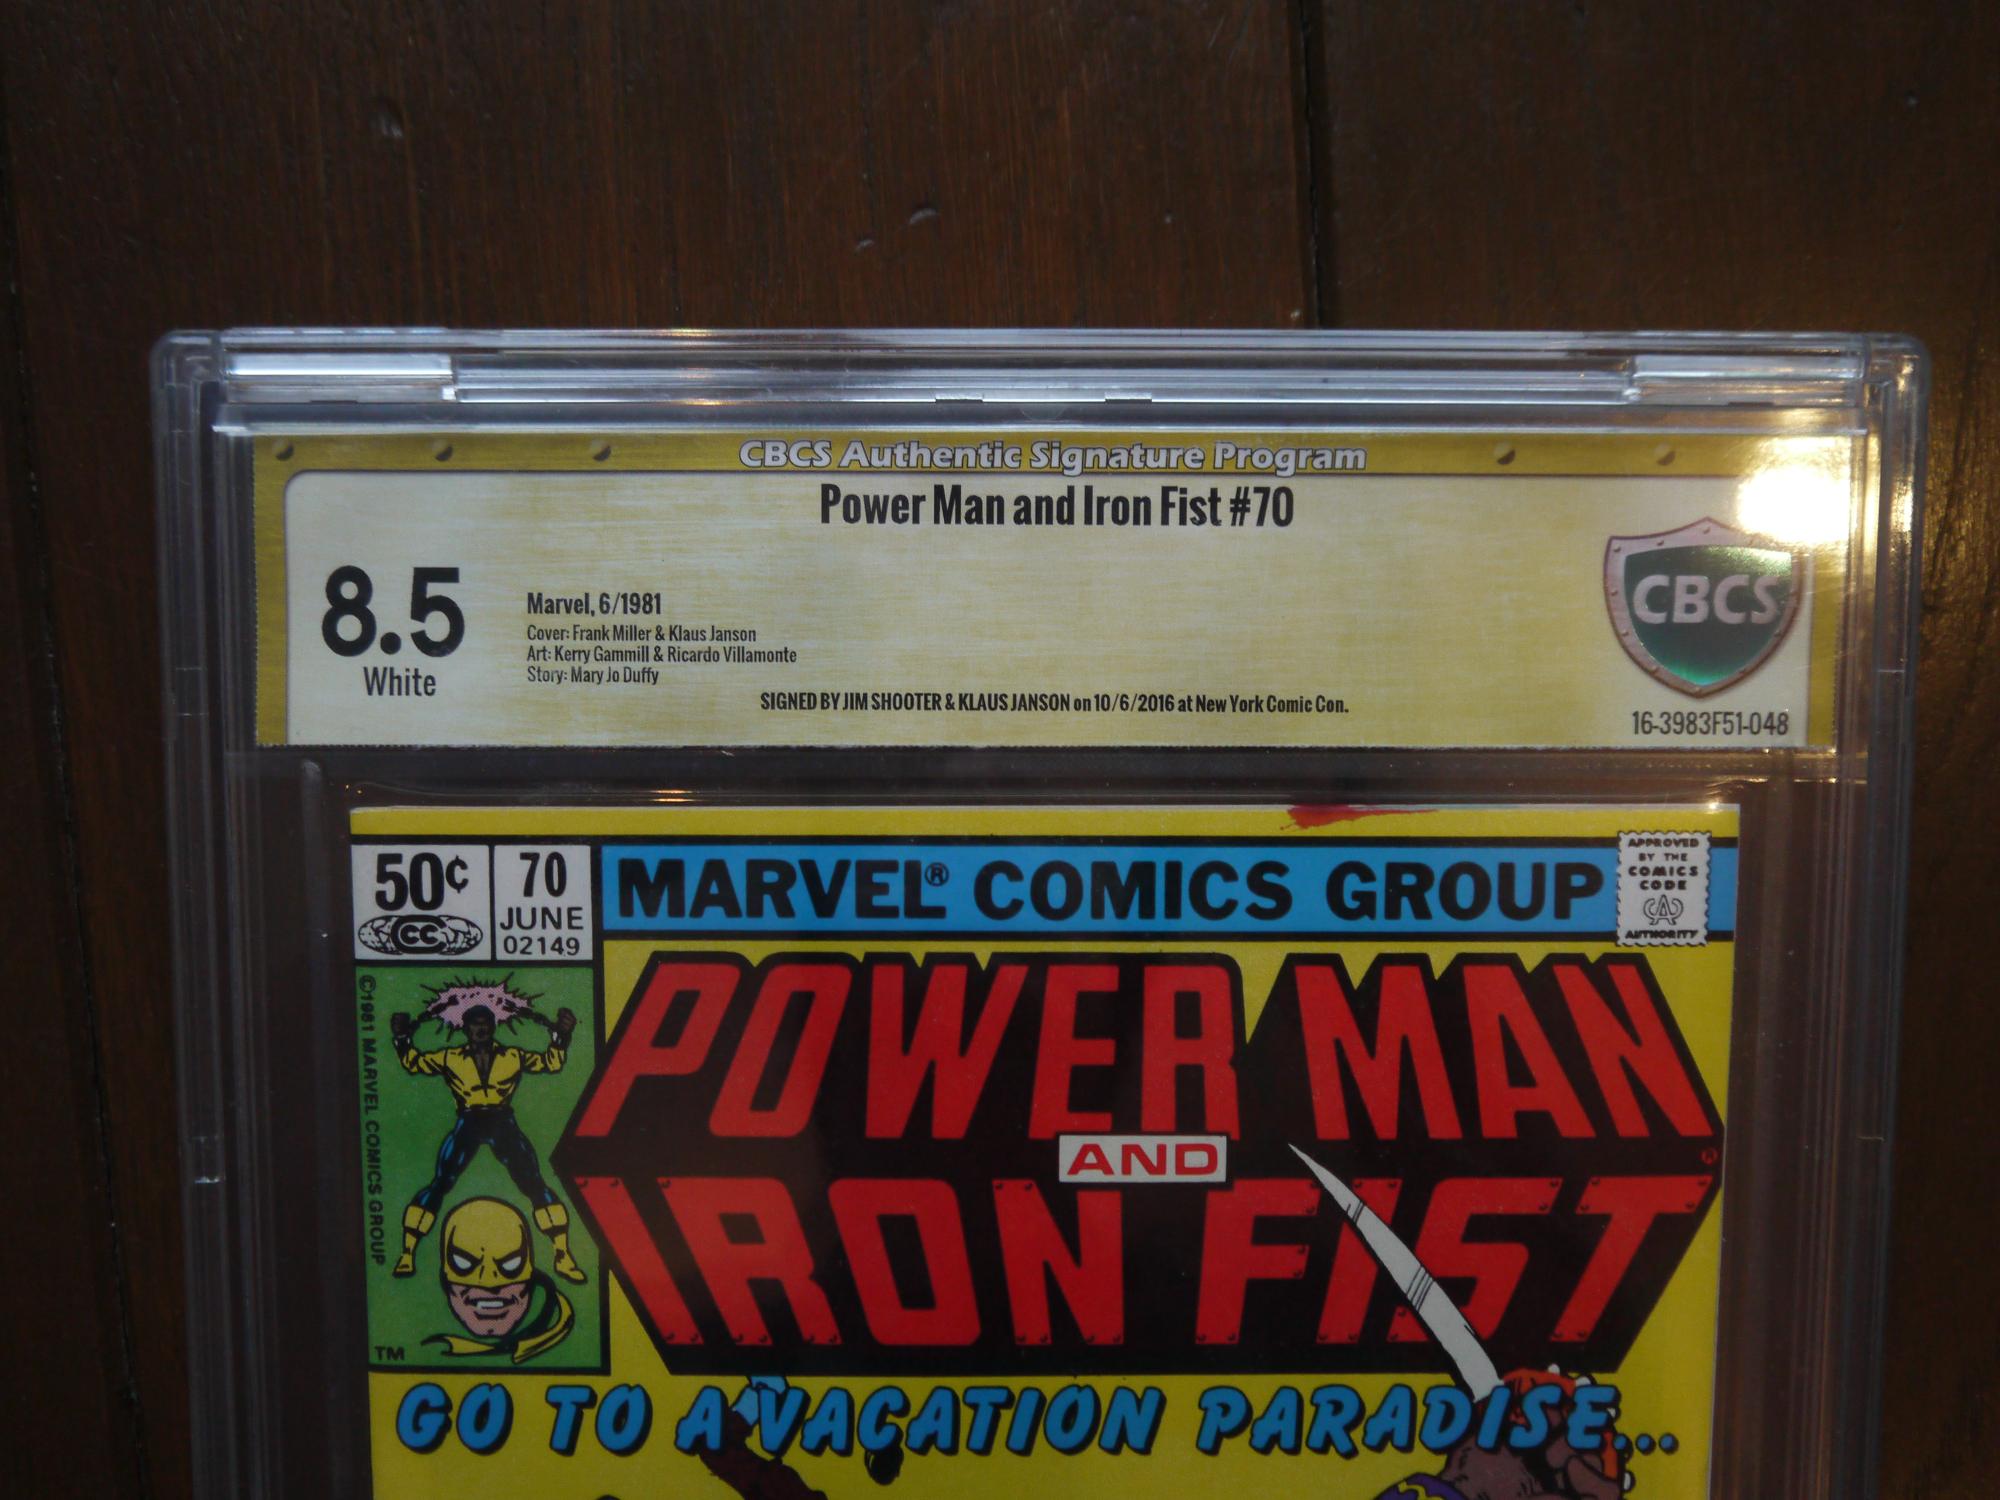 CBCS Authentic Signature Program
Power Man and Iron Fist #70
8.5
White
Marvel, 6/1981
Cover: Frank Miller & Klaus Janson
Art: Kerry Gammill & Ricardo Villamonte
Story: Mary Jo Duffy
SIGNED BY JIM SHOOTER & KLAUS JANSON on 10/6/2016 at New York Comic Con.
CBCS
16-3983F51-048
50¢
CC
70
JUNE
02149
MARVEL® COMICS GROUP
APPROVED
BY THE
COMICS
CODE
CA
AUTHORITY
©1981 MARVEL COMICS GROUP
TM
POWER MAN
AND
IRON FIST®
GO TO A VACATION PARADISE...